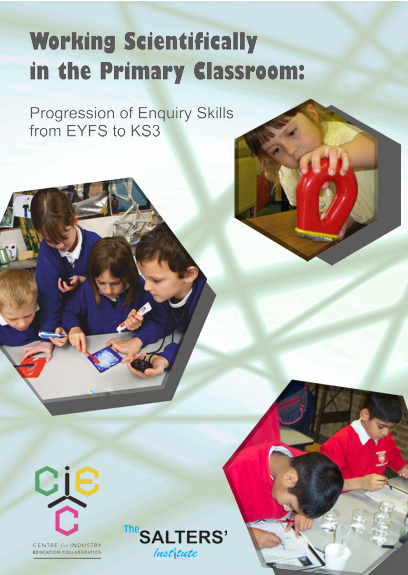 Working Scientifically
in the Primary Classroom:
Progression of Enquiry Skills
from EYFS to KS3
CiEC
CENTRE for INDUSTRY
EDUCATION COLLABORATION
The
SALTERS'
Institute